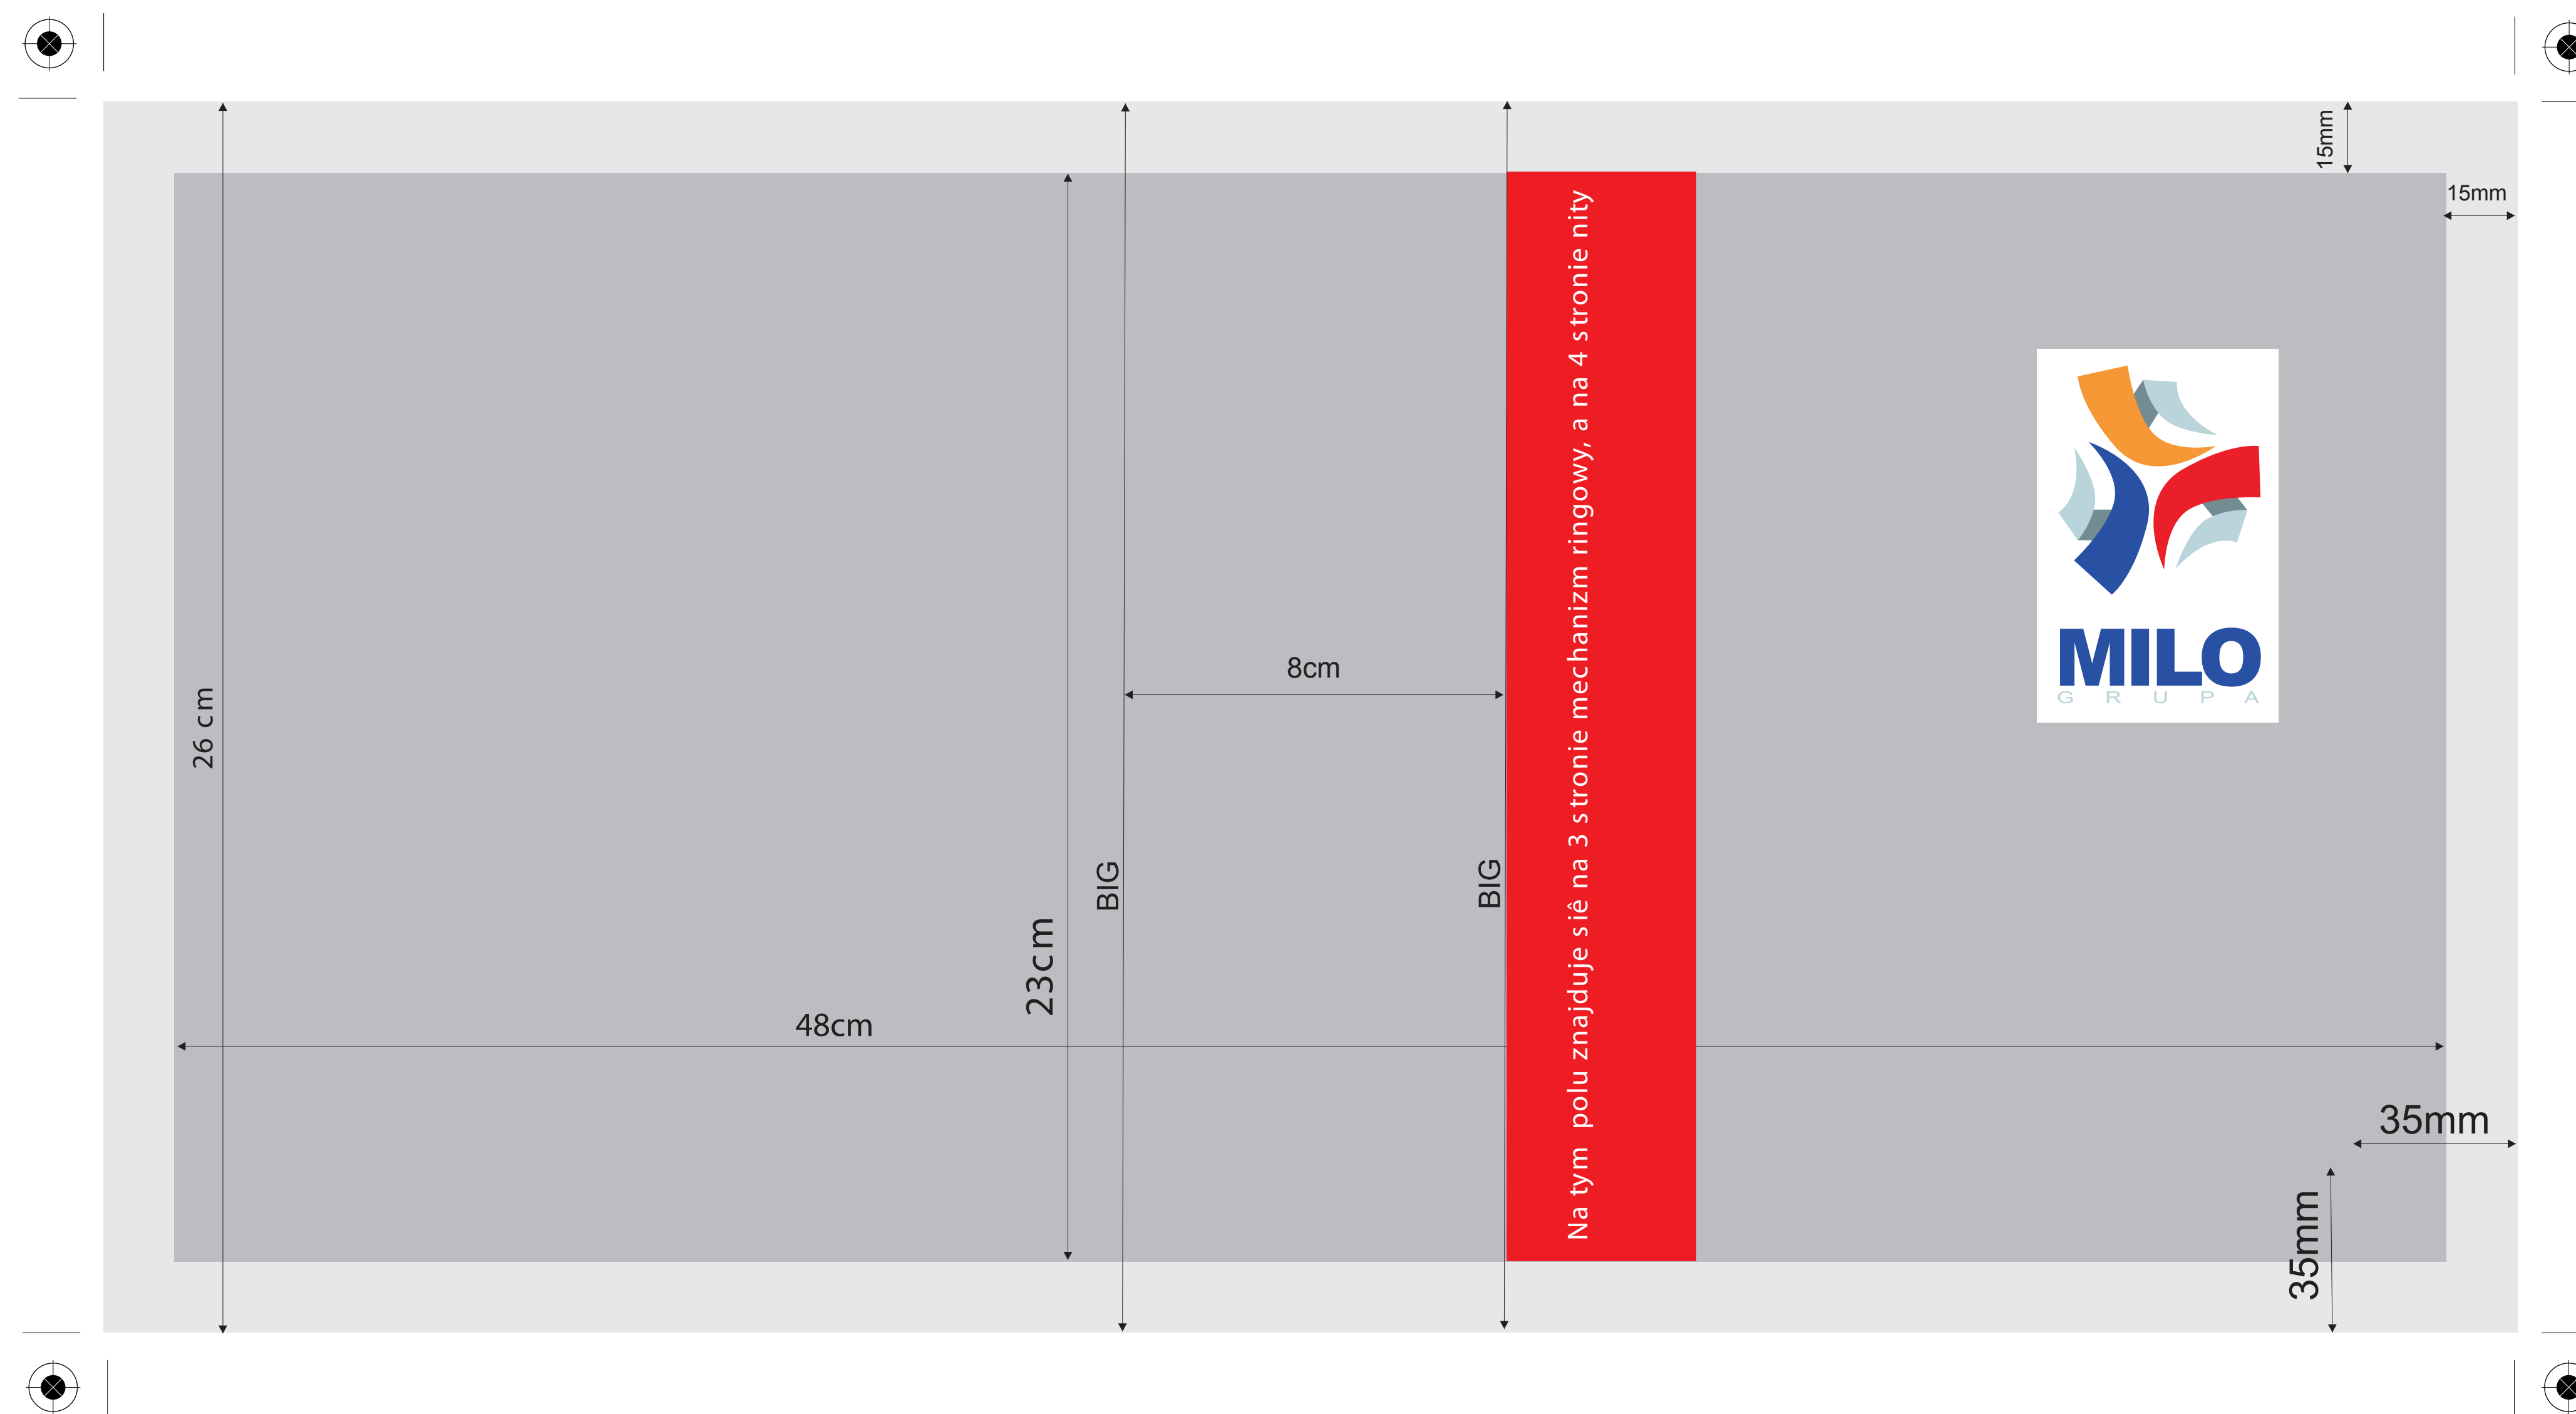 15mm
15mm
Na tym polu znajduje siê na 3 stronie mechanizm ringowy, a na 4 stronie nity
MILO
GRUPA
8cm
26 cm
BIG
BIG
23cm
48cm
35mm
35mm